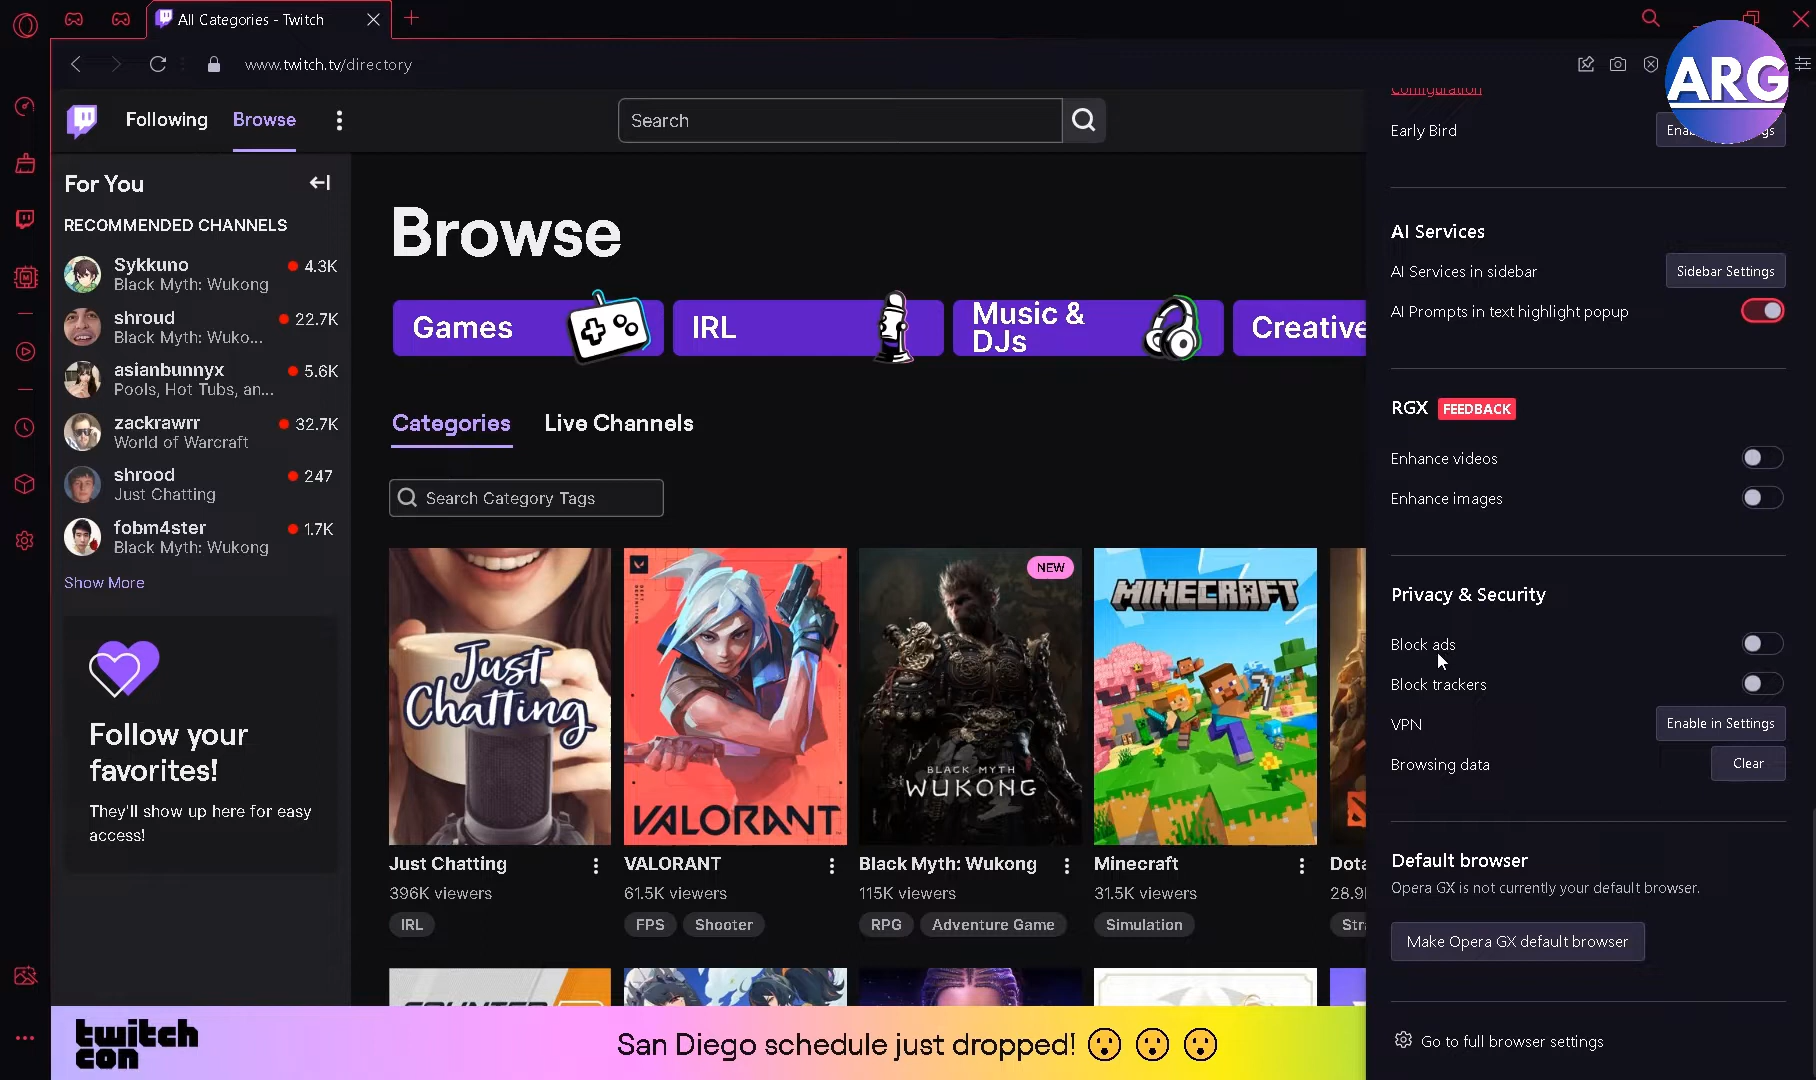 All Categories - Twitch
www.twitch.tv/directory
ARG
Following
Browse
Search
For You
RECOMMENDED CHANNELS
Sykkuno
4.3K
Black Myth: Wukong
shroud
22.7K
Black Myth: Wuko...
asianbunnyx
5.6K
Pools, Hot Tubs, an...
zackrawrr
32.7K
World of Warcraft
shrood
247
Just Chatting
fobm4ster
1.7K
Black Myth: Wukong
Show More
Follow your
favorites!
They'll show up here for easy
access!
Browse
Games
IRL
Music &
DJs
Creative
Categories
Live Channels
Search Category Tags
Just
Chatting
VALORANT
NEW
BLACK MYTH
WUKONG
MINECRAFT
Just Chatting
396K viewers
IRL
VALORANT
61.5K viewers
FPS
Shooter
Black Myth: Wukong
115K viewers
RPG
Adventure Game
Minecraft
31.5K viewers
Simulation
Dota
28.9
Stra
twitch
con
San Diego schedule just dropped!
Configuration
Early Bird
AI Services
AI Services in sidebar
Sidebar Settings
AI Prompts in text highlight popup
RGX
FEEDBACK
Enhance videos
Enhance images
Privacy & Security
Block ads
Block trackers
VPN
Enable in Settings
Browsing data
Clear
Default browser
Opera GX is not currently your default browser.
Make Opera GX default browser
Go to full browser settings